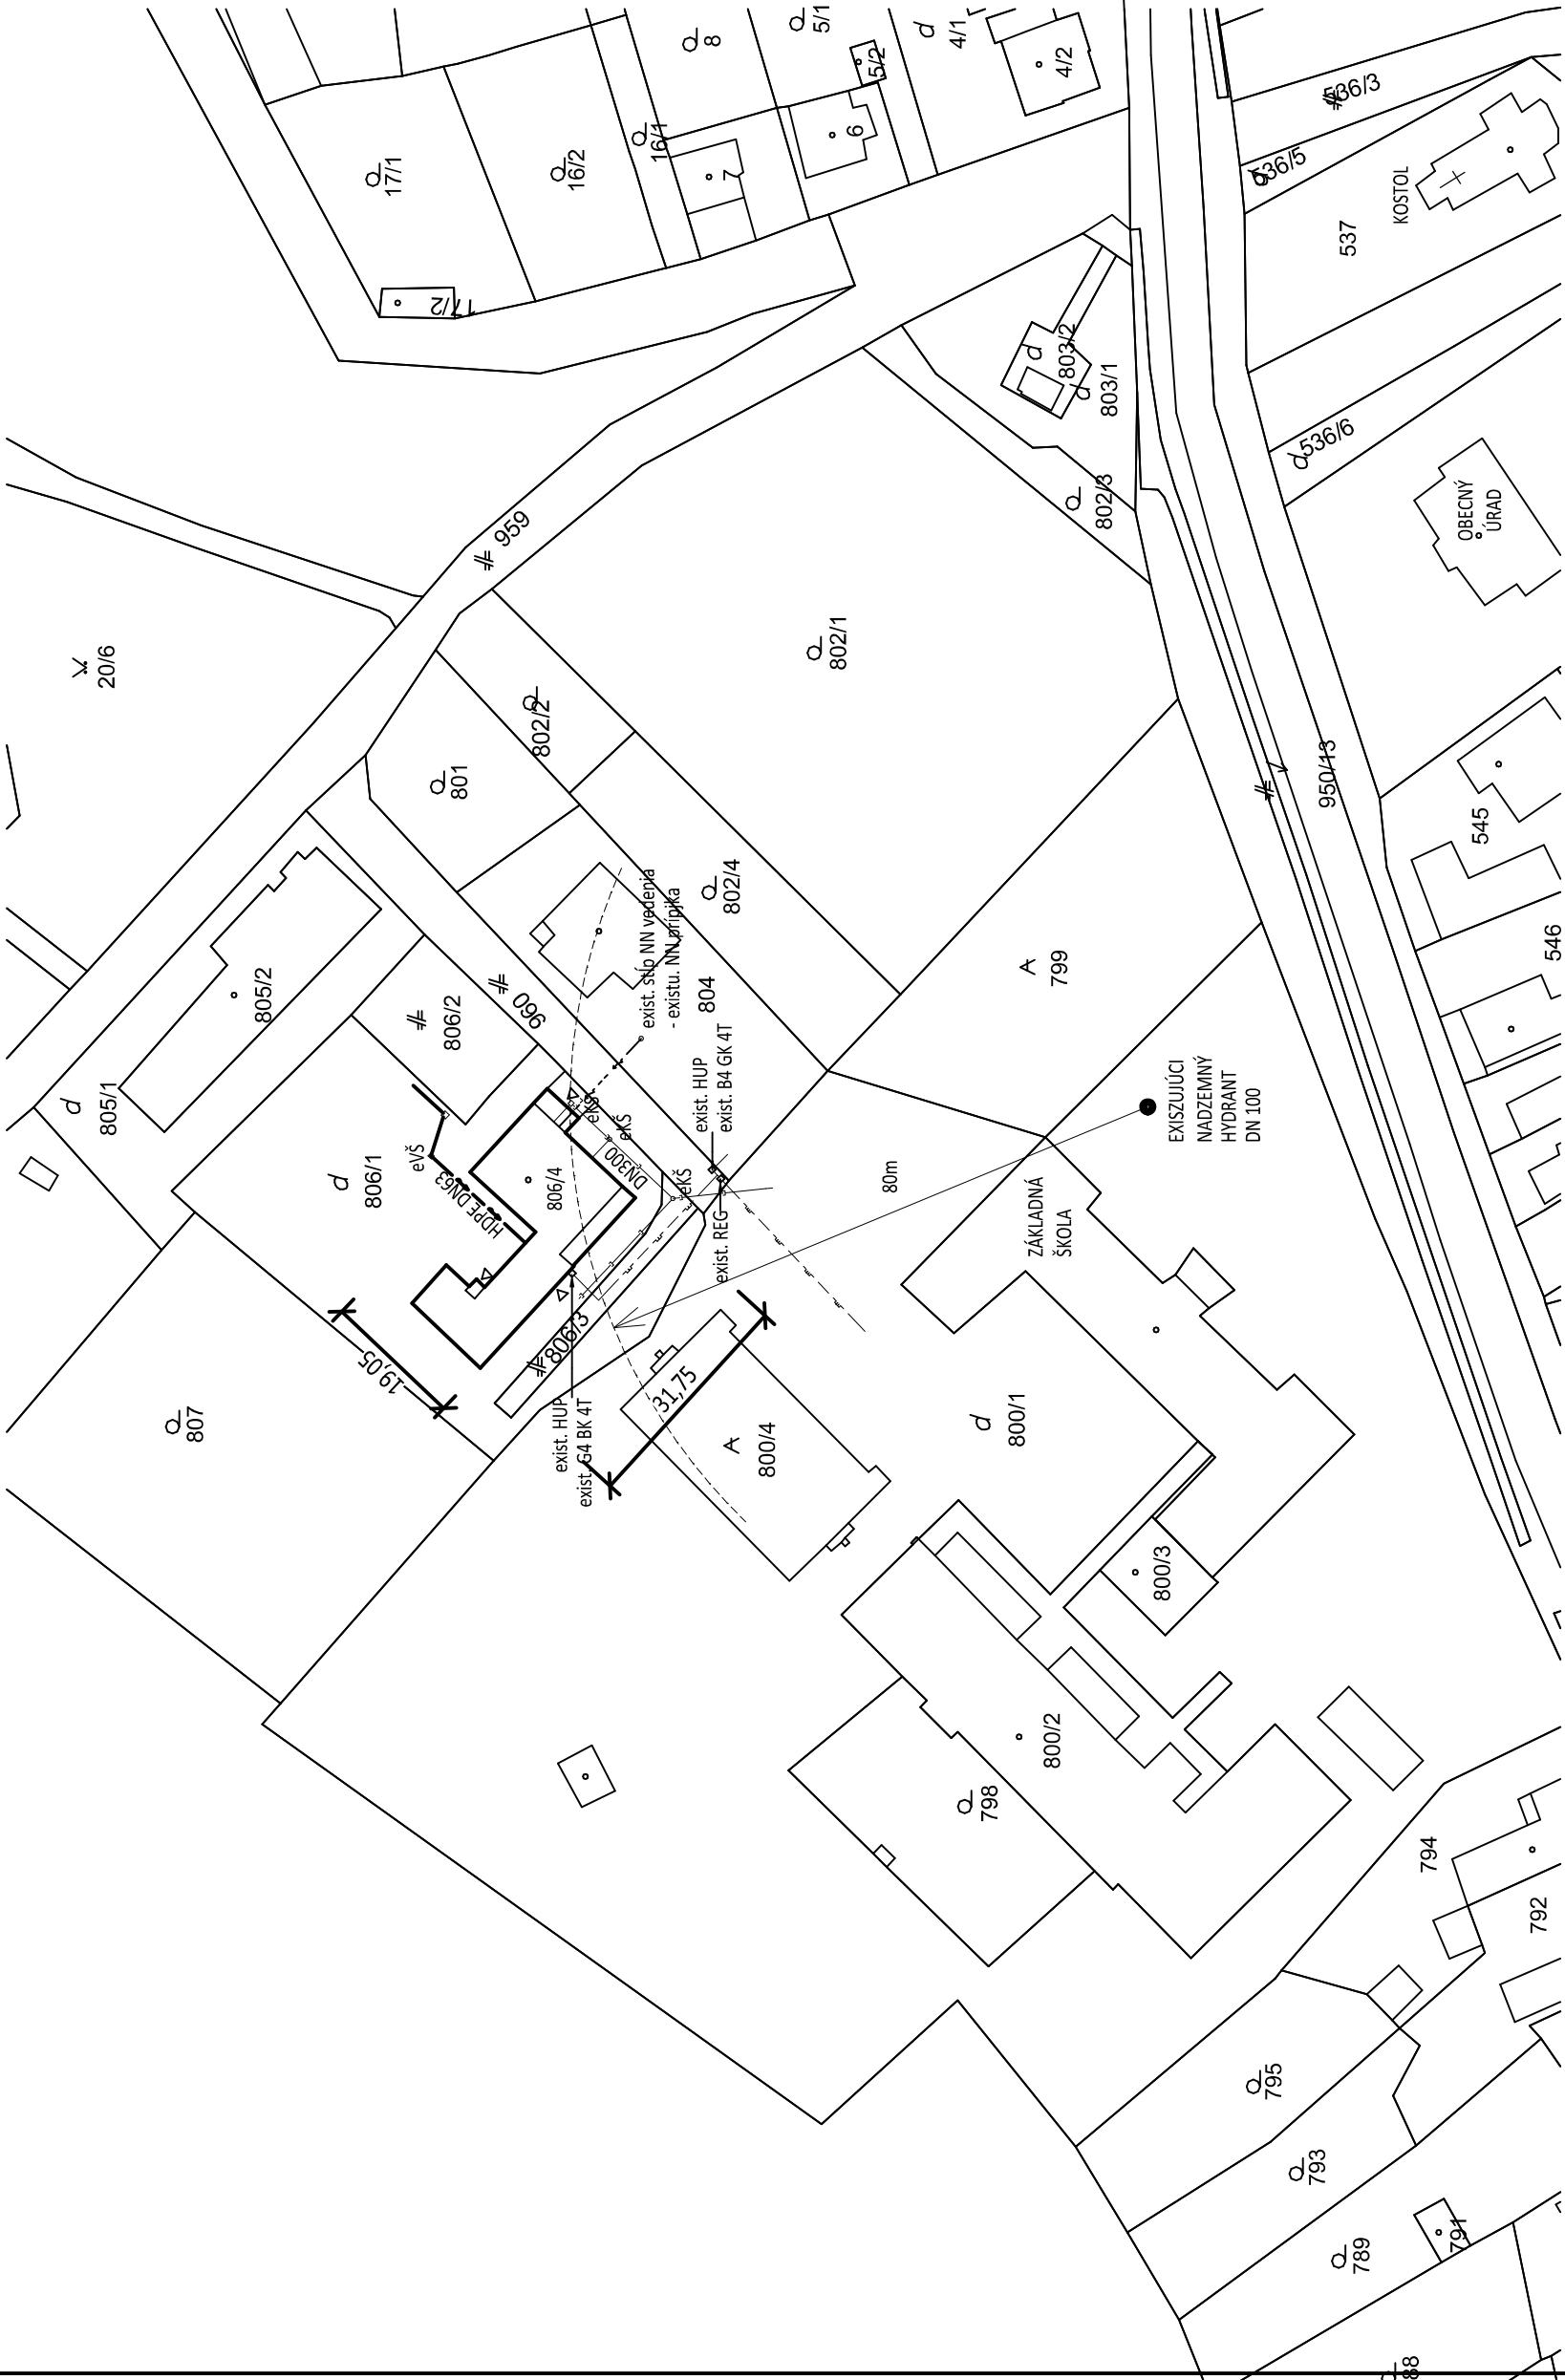 8
5/1
5/2
4/1
4/2
6
7
16/1
16/2
17/1
17/2
536/3
536/5
537
KOSTOL
803/2
803/1
802/3
536/6
OBECNÝ
ÚRAD
959
20/6
802/1
802/2
801
950/13
545
546
802/4
799
804
exist. stĺp NN vedenia
- existu. NN prípjka
805/2
806/2
960
805/1
exist. HUP
exist. B4 GK 4T
EXISZUJÚCI
NADZEMNÝ
HYDRANT
DN 100
eKŠ
eKŠ
eKŠ
eVŠ
DN300
HDPE DN63
806/1
806/4
80m
exist. REG
ZÁKLADNÁ
ŠKOLA
806/3
19,05
31,75
807
exist. HUP
exist. G4 BK 4T
800/4
800/1
800/3
800/2
798
794
792
795
793
789
791